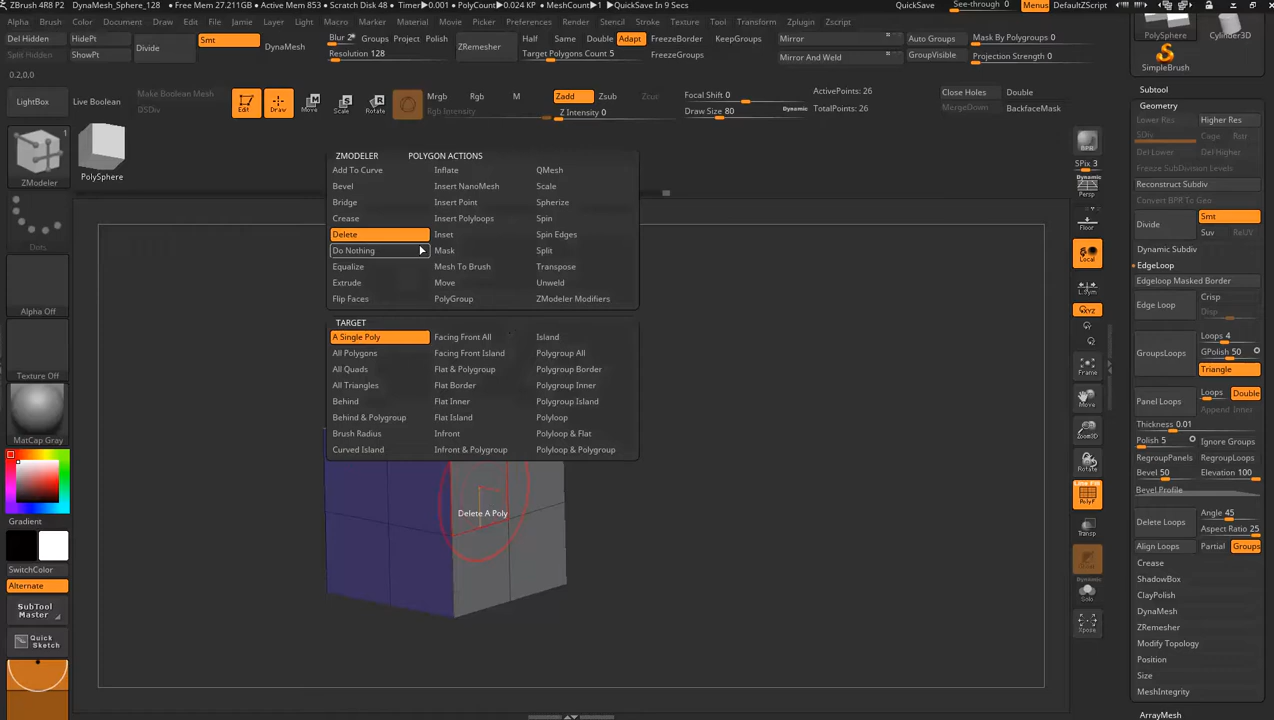 ZBrush 4R8 P2 DynaMesh_Sphere_128 • Free Mem 27.211GB • Active Mem 853 • Scratch Disk 48 • Timer▶0.001 • PolyCount▶0.024 KP • MeshCount▶1 • QuickSave In 9 Secs QuickSave See-through 0 Menus DefaultZScript
Alpha Brush Color Document Draw Edit File Jamie Light Macro Marker Material Movie Picker Preferences Render Stencil Stroke Texture Tool Transform Zplugin Zscript
Del Hidden HidePt Divide Smt DynaMesh Blur 2 Groups Project Polish ZRemesher Half Same Double Adapt FreezeBorder KeepGroups Mirror Auto Groups Mask By Polygroups 0
Split Hidden ShowPt Resolution 128 Target Polygons Count 5 FreezeGroups Mirror And Weld GroupVisible Projection Strength 0
0,2,0,0
LightBox Live Boolean Make Boolean Mesh
DSDiv
Edit Draw Move Scale Rotate
Mrgb Rgb M
Rgb Intensity
Zadd Zsub Zcut
Z Intensity 0
Focal Shift 0
Draw Size 80 Dynamic
ActivePoints: 26
TotalPoints: 26
Close Holes Double
MergeDown BackfaceMask
1
ZModeler
PolySphere
Dots
Alpha Off
Texture Off
MatCap Gray
Gradient
SwitchColor
Alternate
SubTool
Master
Quick
Sketch
ZMODELER POLYGON ACTIONS
Add To Curve Inflate QMesh
Bevel Insert NanoMesh Scale
Bridge Insert Point Spherize
Crease Insert Polyloops Spin
Delete Inset Spin Edges
Do Nothing Mask Split
Equalize Mesh To Brush Transpose
Extrude Move Unweld
Flip Faces PolyGroup ZModeler Modifiers
TARGET
A Single Poly Facing Front All Island
All Polygons Facing Front Island Polygroup All
All Quads Flat & Polygroup Polygroup Border
All Triangles Flat Border Polygroup Inner
Behind Flat Inner Polygroup Island
Behind & Polygroup Flat Island Polyloop
Brush Radius Infront Polyloop & Flat
Curved Island Infront & Polygroup Polyloop & Polygroup
Delete A Poly
BPR
SPix 3
Dynamic
Persp
Floor
Local
L.Sym
XYZ
Frame
Move
Zoom3D
Rotate
Line Fill
PolyF
Transp
Dynamic
Solo
Xpose
PolySphere Cylinder3D
SimpleBrush
Subtool
Geometry
Lower Res Higher Res
SDiv Cage Rstr
Del Lower Del Higher
Freeze SubDivision Levels
Reconstruct Subdiv
Convert BPR To Geo
Divide Smt
Suv ReUV
Dynamic Subdiv
EdgeLoop
Edgeloop Masked Border
Edge Loop Crisp
Disp
GroupsLoops Loops 4
GPolish 50
Triangle
Panel Loops Loops Double
Append Inner
Thickness 0.01
Polish 5 Ignore Groups
RegroupPanels RegroupLoops
Bevel 50 Elevation 100
Bevel Profile
Delete Loops Angle 45
Aspect Ratio 25
Align Loops Partial Groups
Crease
ShadowBox
ClayPolish
DynaMesh
ZRemesher
Modify Topology
Position
Size
MeshIntegrity
ArrayMesh